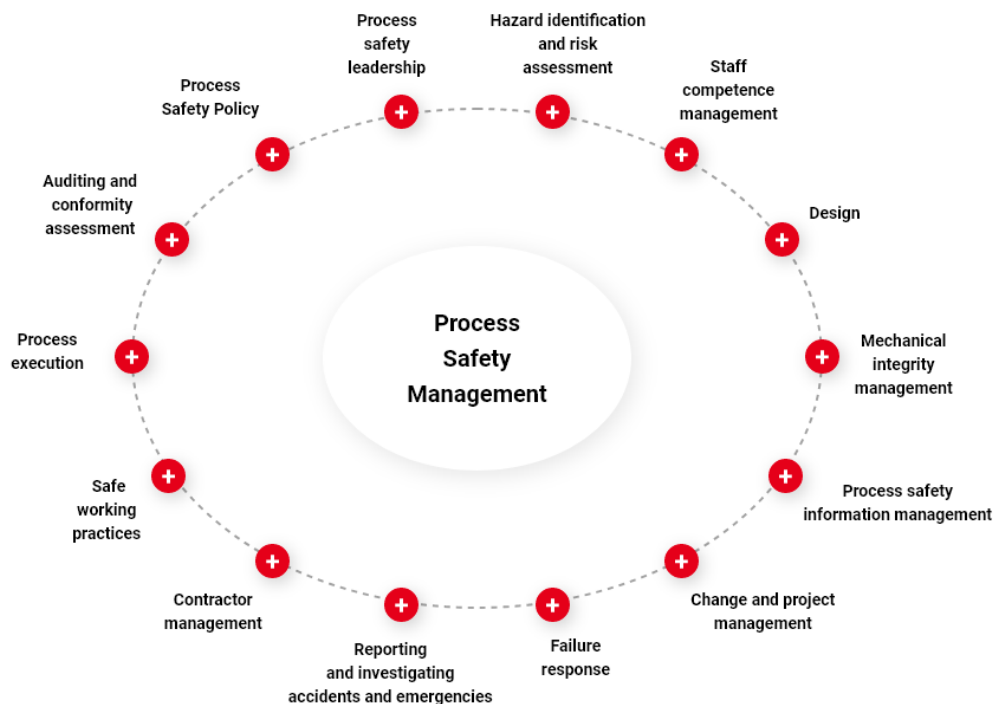 Process
safety
leadership
Hazard identification
and risk
assessment
Staff
competence
management
Design
Mechanical
integrity
management
Process safety
information management
Change and project
management
Failure
response
Reporting
and investigating
accidents and emergencies
Contractor
management
Safe
working
practices
Process
execution
Auditing and
conformity
assessment
Process
Safety Policy
Process
Safety
Management